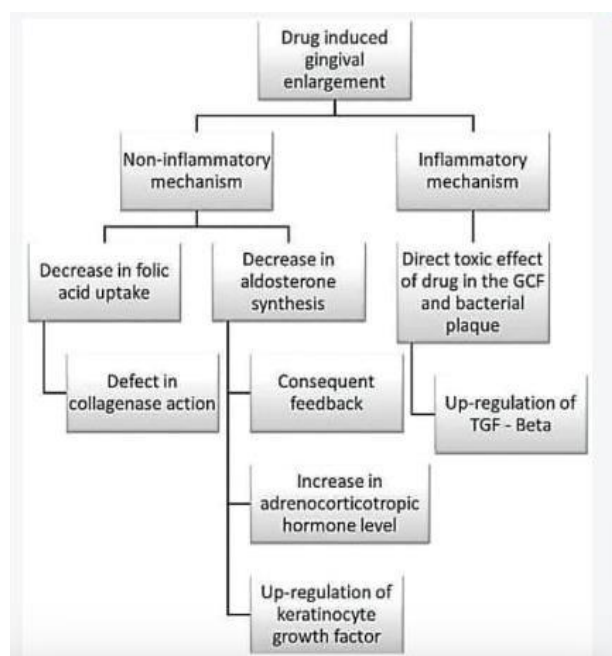 Drug induced
gingival
enlargement
Non-inflammatory
mechanism
Inflammatory
mechanism
Decrease in folic
acid uptake
Decrease in
aldosterone
synthesis
Direct toxic effect
of drug in the GCF
and bacterial
plaque
Defect in
collagenase action
Consequent
feedback
Up-regulation of
TGF - Beta
Increase in
adrenocorticotropic
hormone level
Up-regulation of
keratinocyte
growth factor